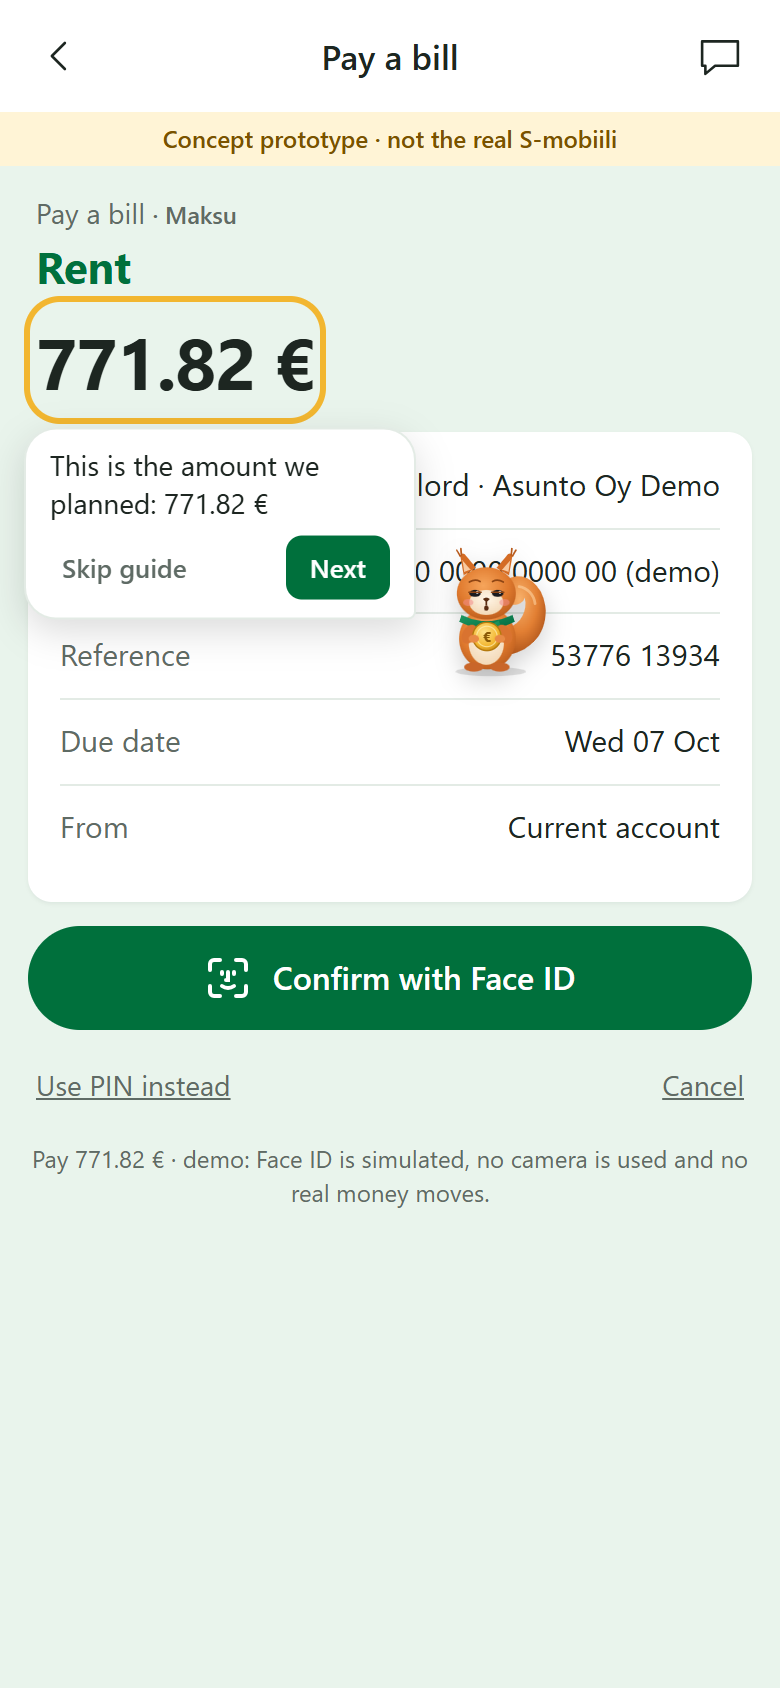 Pay a bill
Concept prototype · not the real S-mobiili
Pay a bill · Maksu
Rent
771.82 €
This is the amount we
planned: 771.82 €
Skip guide
Next
lord · Asunto Oy Demo
0000 00 (demo)
Reference
53776 13934
Due date
Wed 07 Oct
From
Current account
Confirm with Face ID
Use PIN instead
Cancel
Pay 771.82 € · demo: Face ID is simulated, no camera is used and no
real money moves.